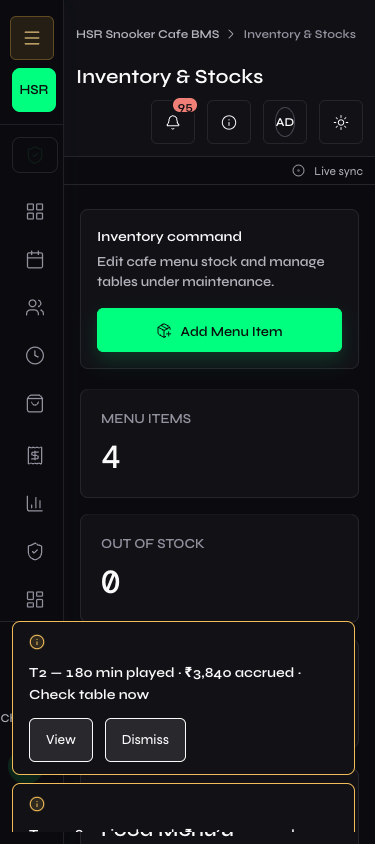 HSR Snooker Cafe BMS > Inventory & Stocks
HSR
Inventory & Stocks
95
AD
Live sync
Inventory command
Edit cafe menu stock and manage
tables under maintenance.
Add Menu Item
MENU ITEMS
4
OUT OF STOCK
0
T2 — 180 min played · ₹3,840 accrued ·
Check table now
View
Dismiss